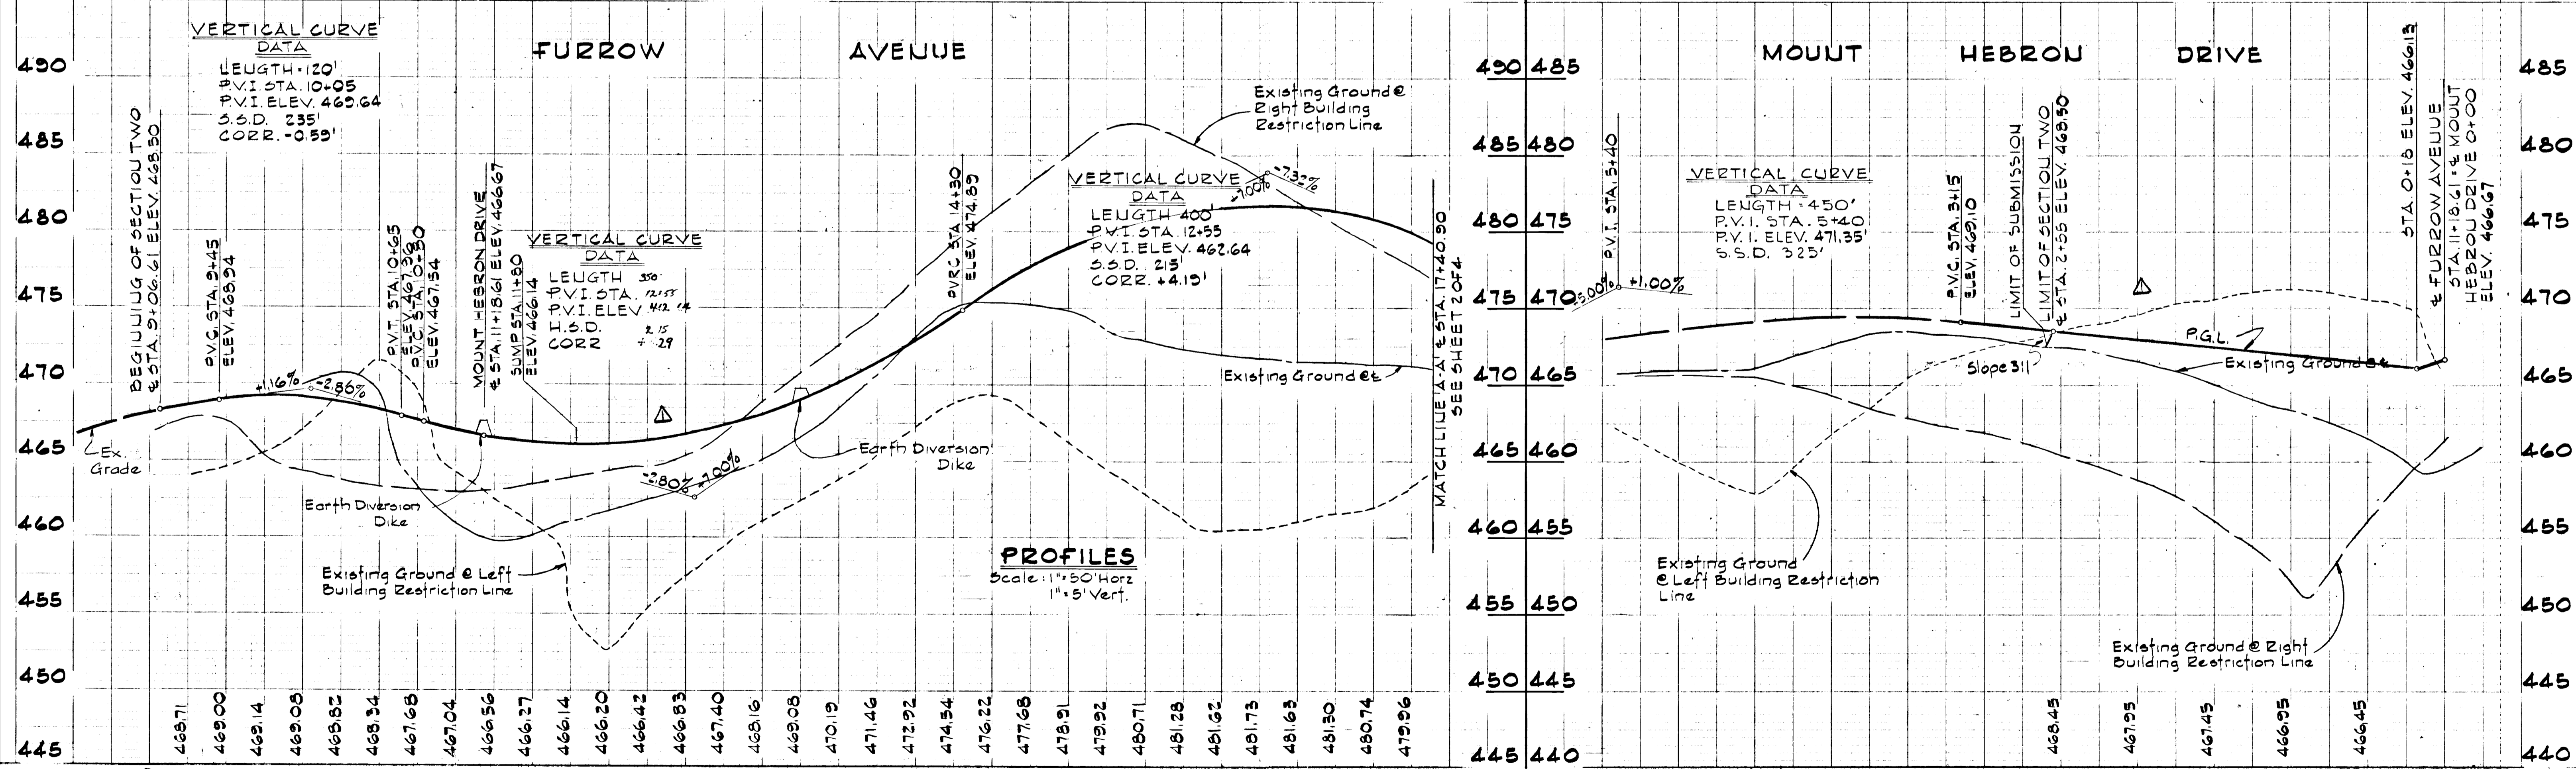 FURROW AVENUE
490
485
480
475
470
465
460
455
450
445
VERTICAL CURVE
DATA
LENGTH = 120'
P.V.I. STA. 10+05
P.V.I. ELEV. 469.64
S.S.D. 235'
CORR. -0.59'
BEGINNING OF SECTION TWO
℄ STA. 9+06.61 ELEV. 468.50
P.V.C. STA. 9+45
ELEV. 468.94
+1.16%
-2.86%
P.V.T. STA. 10+65
P.V.C. STA. 10+80
ELEV. 467.54
MOUNT HEBRON DRIVE
℄ STA. 11+18.61 ELEV. 466.67
SUMP STA. 11+80
ELEV. 466.14
VERTICAL CURVE
DATA
LENGTH 350'
P.V.I. STA. 12+55
P.V.I. ELEV
H.S.D. 215
CORR + .29
Ex.
Grade
Earth Diversion
Dike
Existing Ground @ Left
Building Restriction Line
-2.80%
+7.00%
Earth Diversion
Dike
PVRC STA 14+30
ELEV. 474.89
VERTICAL CURVE
DATA
LENGTH 400'
P.V.I. STA. 12+55
P.V.I. ELEV. 462.64
S.S.D. 215'
CORR. +4.19'
+7.00%
-7.32%
Existing Ground @
Right Building
Restriction Line
Existing Ground @ ℄
MATCH LINE 'A-A' ℄ STA. 17+40.90
SEE SHEET 2 OF 4
PROFILES
Scale: 1"=50' Horz
1"=5' Vert.
468.71
469.00
469.14
469.08
468.82
468.34
467.68
467.04
466.56
466.27
466.14
466.20
466.42
466.83
467.40
468.16
469.08
470.19
471.46
472.92
474.54
476.22
477.68
478.91
479.92
480.71
481.28
481.62
481.73
481.63
481.30
480.74
479.96
490 485
485 480
480 475
475 470
470 465
465 460
460 455
455 450
450 445
445 440
MOUNT HEBRON DRIVE
P.V.I. STA. 5+40
-5.00%
+1.00%
VERTICAL CURVE
DATA
LENGTH = 450'
P.V.I. STA. 5+40
P.V.I. ELEV. 471.35'
S.S.D. 325'
P.V.C. STA. 3+15
ELEV. 469.10
LIMIT OF SUBMISSION
LIMIT OF SECTION TWO
℄ STA. 2+55 ELEV. 468.50
Slope 3:1
P.G.L.
Existing Ground @ ℄
STA. 0+18 ELEV. 466.13
℄ FURROW AVENUE
STA. 11+18.61 = ℄ MOUNT
HEBRON DRIVE 0+00
ELEV. 466.67
Existing Ground
@ Left Building Restriction
Line
Existing Ground @ Right
Building Restriction Line
468.45
467.95
467.45
466.95
466.45
485
480
475
470
465
460
455
450
445
440